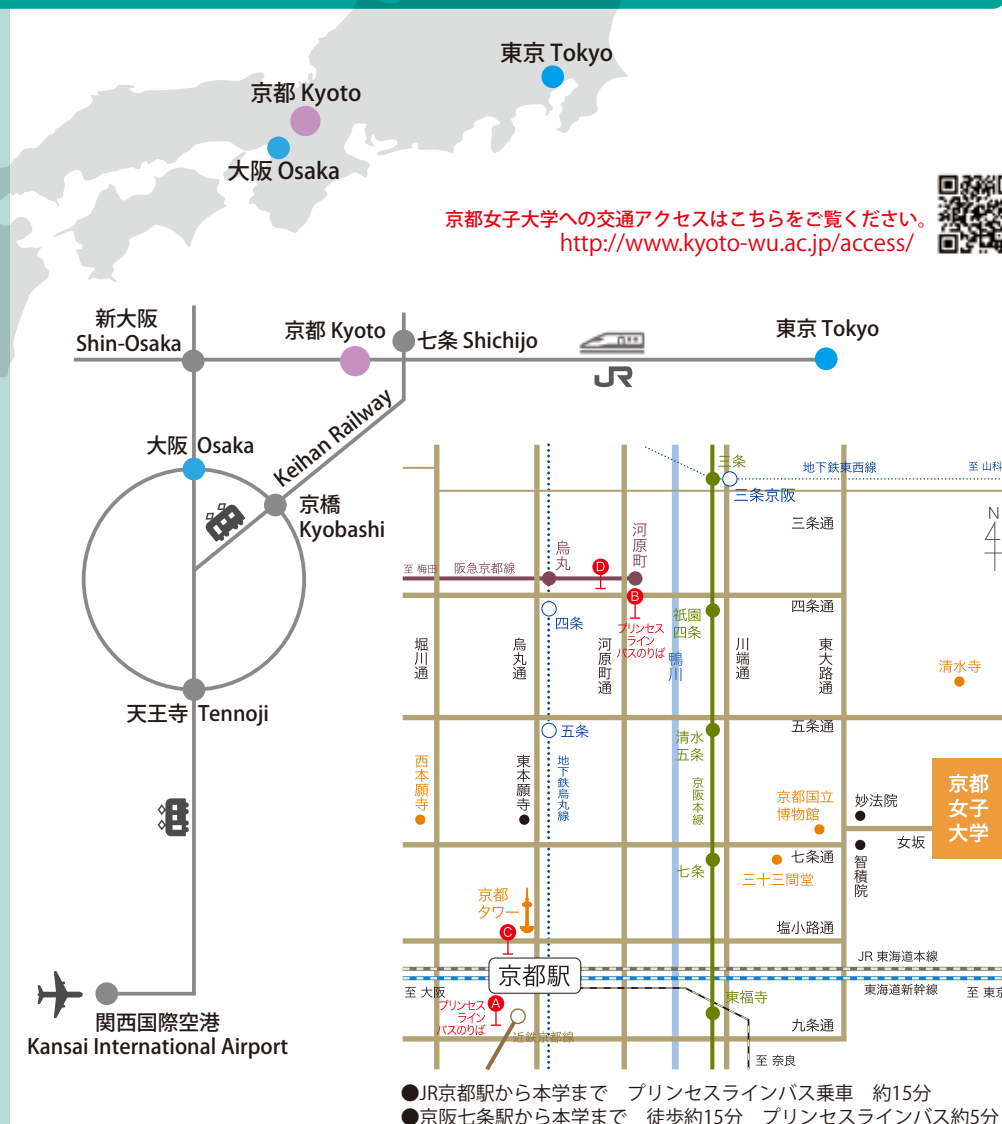 東京 Tokyo
京都 Kyoto
大阪 Osaka
京都女子大学への交通アクセスはこちらをご覧ください。
http://www.kyoto-wu.ac.jp/access/
新大阪
Shin-Osaka
京都 Kyoto
七条 Shichijo
東京 Tokyo
JR
大阪 Osaka
Keihan Railway
京橋
Kyobashi
天王寺 Tennoji
関西国際空港
Kansai International Airport
三条
地下鉄東西線
至 山科
三条京阪
三条通
N
4
河原町
烏丸
至 梅田
阪急京都線
D
B
四条通
四条
プリンセス
ライン
バスのりば
祇園
四条
堀川通
烏丸通
河原町通
鴨川
川端通
東大路通
清水寺
五条通
五条
清水
五条
西本願寺
東本願寺
地下鉄烏丸線
京阪本線
京都国立
博物館
妙法院
京都
女子
大学
女坂
七条通
七条
三十三間堂
智積院
京都
タワー
C
塩小路通
JR 東海道本線
京都駅
至 大阪
東海道新幹線
至 東京
A
プリンセス
ライン
バスのりば
近鉄京都線
東福寺
九条通
至 奈良
●JR京都駅から本学まで　プリンセスラインバス乗車　約15分
●京阪七条駅から本学まで　徒歩約15分　プリンセスラインバス約5分